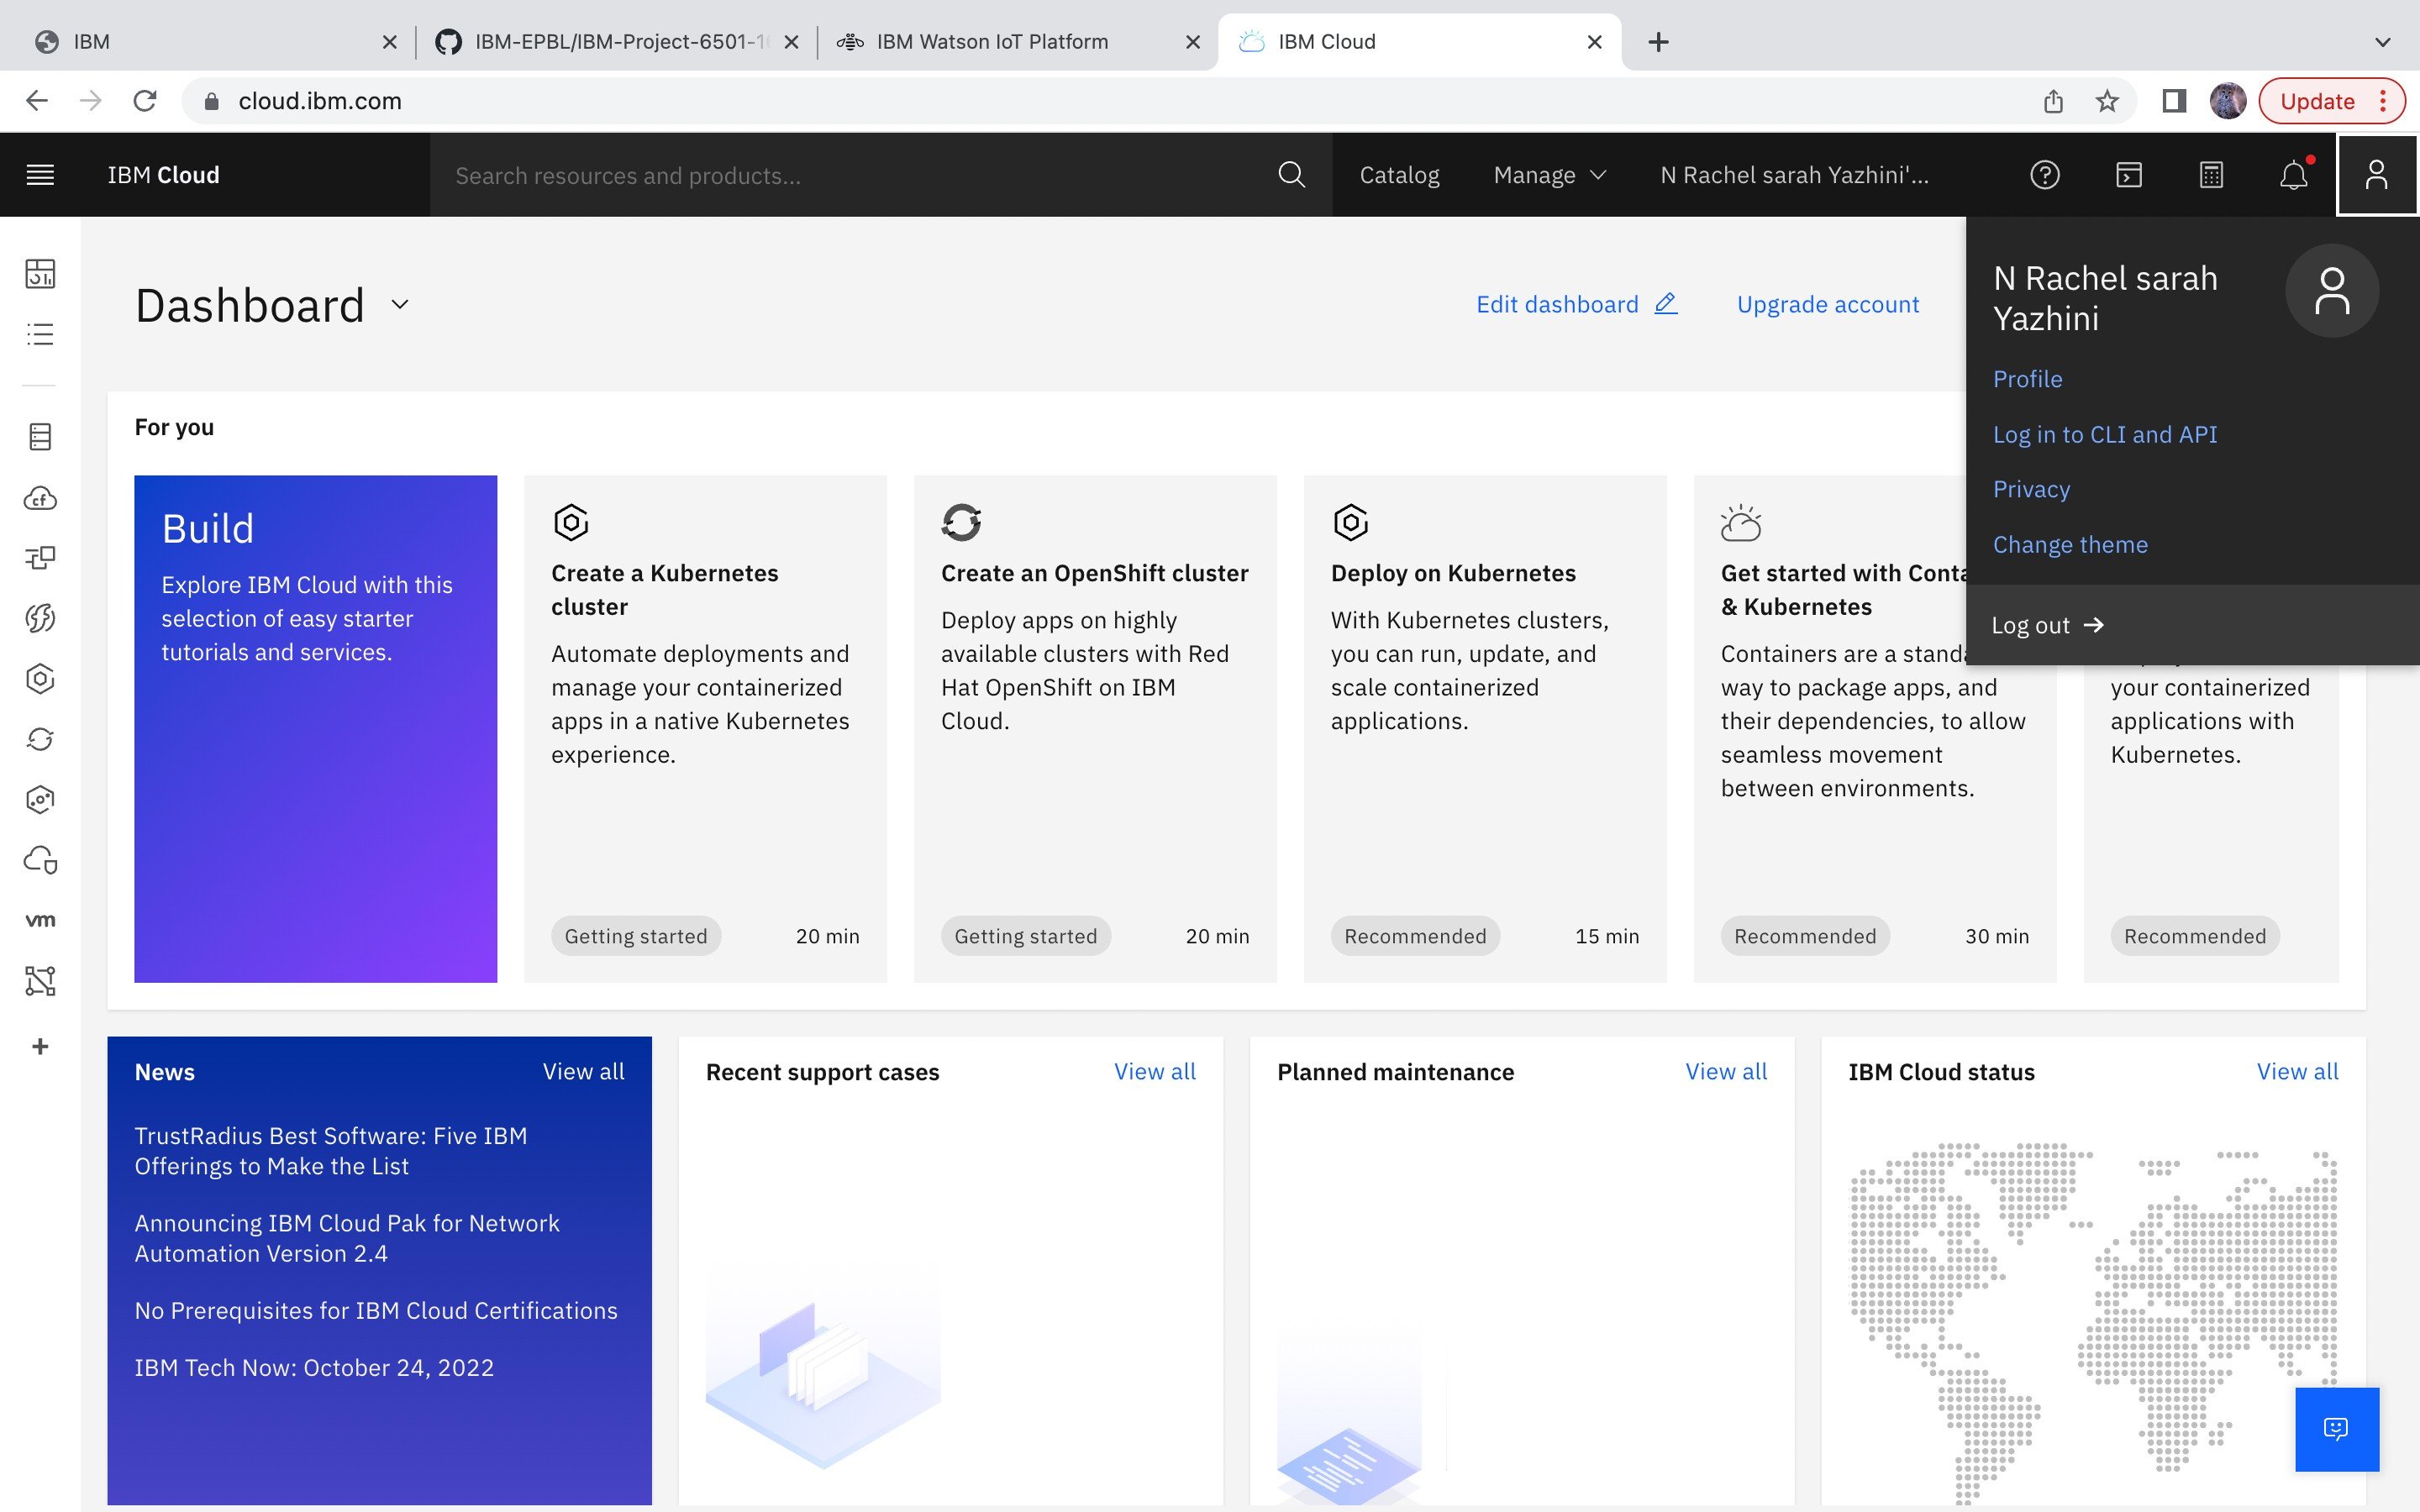 IBM
IBM-EPBL/IBM-Project-6501-1
IBM Watson IoT Platform
IBM Cloud
cloud.ibm.com
Update
IBM Cloud
Search resources and products...
Catalog
Manage
N Rachel sarah Yazhini'...
N Rachel sarah
Yazhini
Profile
Log in to CLI and API
Privacy
Change theme
Log out
Dashboard
Edit dashboard
Upgrade account
For you
Build
Explore IBM Cloud with this
selection of easy starter
tutorials and services.
Create a Kubernetes
cluster
Automate deployments and
manage your containerized
apps in a native Kubernetes
experience.
Getting started
20 min
Create an OpenShift cluster
Deploy apps on highly
available clusters with Red
Hat OpenShift on IBM
Cloud.
Getting started
20 min
Deploy on Kubernetes
With Kubernetes clusters,
you can run, update, and
scale containerized
applications.
Recommended
15 min
Get started with Conta
& Kubernetes
Containers are a standa
way to package apps, and
their dependencies, to allow
seamless movement
between environments.
Recommended
30 min
your containerized
applications with
Kubernetes.
Recommended
cf
vm
News
View all
TrustRadius Best Software: Five IBM
Offerings to Make the List
Announcing IBM Cloud Pak for Network
Automation Version 2.4
No Prerequisites for IBM Cloud Certifications
IBM Tech Now: October 24, 2022
Recent support cases
View all
Planned maintenance
View all
IBM Cloud status
View all